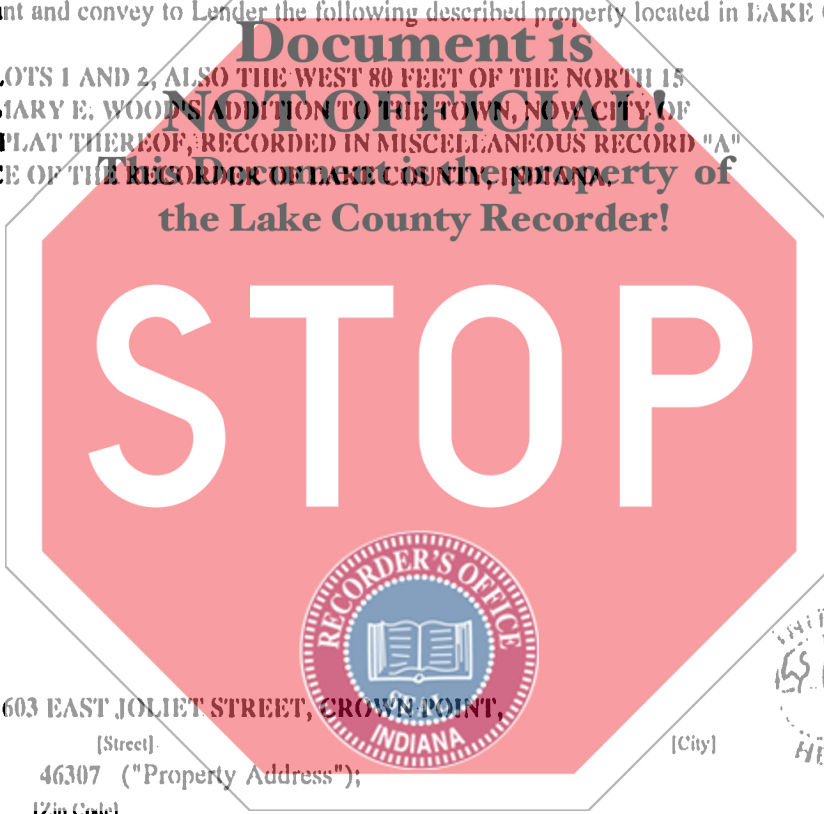 nt and convey to Lender the following described property located in LAKE
Document is
OTS 1 AND 2, ALSO THE WEST 80 FEET OF THE NORTH 15
NOT OFFICIAL!
MARY E. WOOD'S ADDITION TO THE TOWN, NOW CITY OF
PLAT THEREOF, RECORDED IN MISCELLANEOUS RECORD "A"
This Document is the property of
E OF THE RECORDER OF LAKE COUNTY, INDIANA.
the Lake County Recorder!
STOP
RECORDER'S OFFICE
SEAL
INDIANA
603 EAST JOLIET STREET, CROWN POINT,
[Street] [City]
46307 ("Property Address");
[Zip Code]